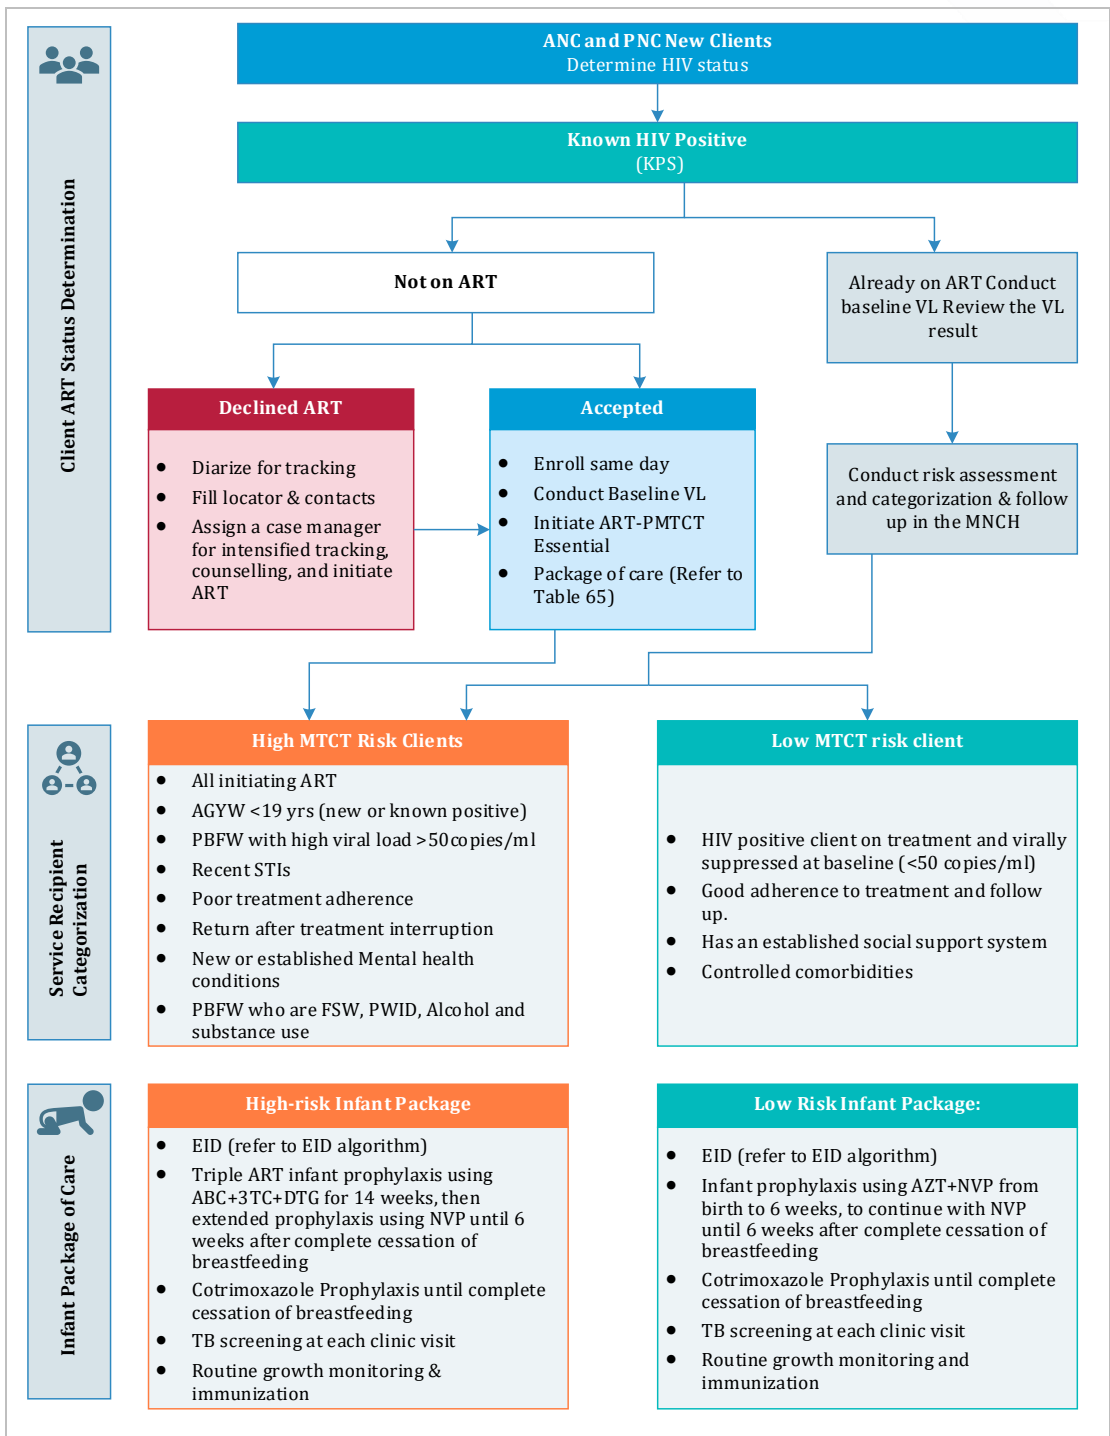 ANC and PNC New Clients
Determine HIV status
Known HIV Positive
(KPS)
Client ART Status Determination
Not on ART
Already on ART Conduct
baseline VL Review the VL
result
Declined ART
• Diarize for tracking
• Fill locator & contacts
• Assign a case manager
for intensified tracking,
counselling, and initiate
ART
Accepted
• Enroll same day
• Conduct Baseline VL
• Initiate ART-PMTCT
Essential
• Package of care (Refer to
Table 65)
Conduct risk assessment
and categorization & follow
up in the MNCH
Service Recipient
Categorization
High MTCT Risk Clients
• All initiating ART
• AGYW <19 yrs (new or known positive)
• PBFW with high viral load >50copies/ml
• Recent STIs
• Poor treatment adherence
• Return after treatment interruption
• New or established Mental health
conditions
• PBFW who are FSW, PWID, Alcohol and
substance use
Low MTCT risk client
• HIV positive client on treatment and virally
suppressed at baseline (<50 copies/ml)
• Good adherence to treatment and follow
up.
• Has an established social support system
• Controlled comorbidities
Infant Package of Care
High-risk Infant Package
• EID (refer to EID algorithm)
• Triple ART infant prophylaxis using
ABC+3TC+DTG for 14 weeks, then
extended prophylaxis using NVP until 6
weeks after complete cessation of
breastfeeding
• Cotrimoxazole Prophylaxis until complete
cessation of breastfeeding
• TB screening at each clinic visit
• Routine growth monitoring &
immunization
Low Risk Infant Package:
• EID (refer to EID algorithm)
• Infant prophylaxis using AZT+NVP from
birth to 6 weeks, to continue with NVP
until 6 weeks after complete cessation of
breastfeeding
• Cotrimoxazole Prophylaxis until complete
cessation of breastfeeding
• TB screening at each clinic visit
• Routine growth monitoring and
immunization